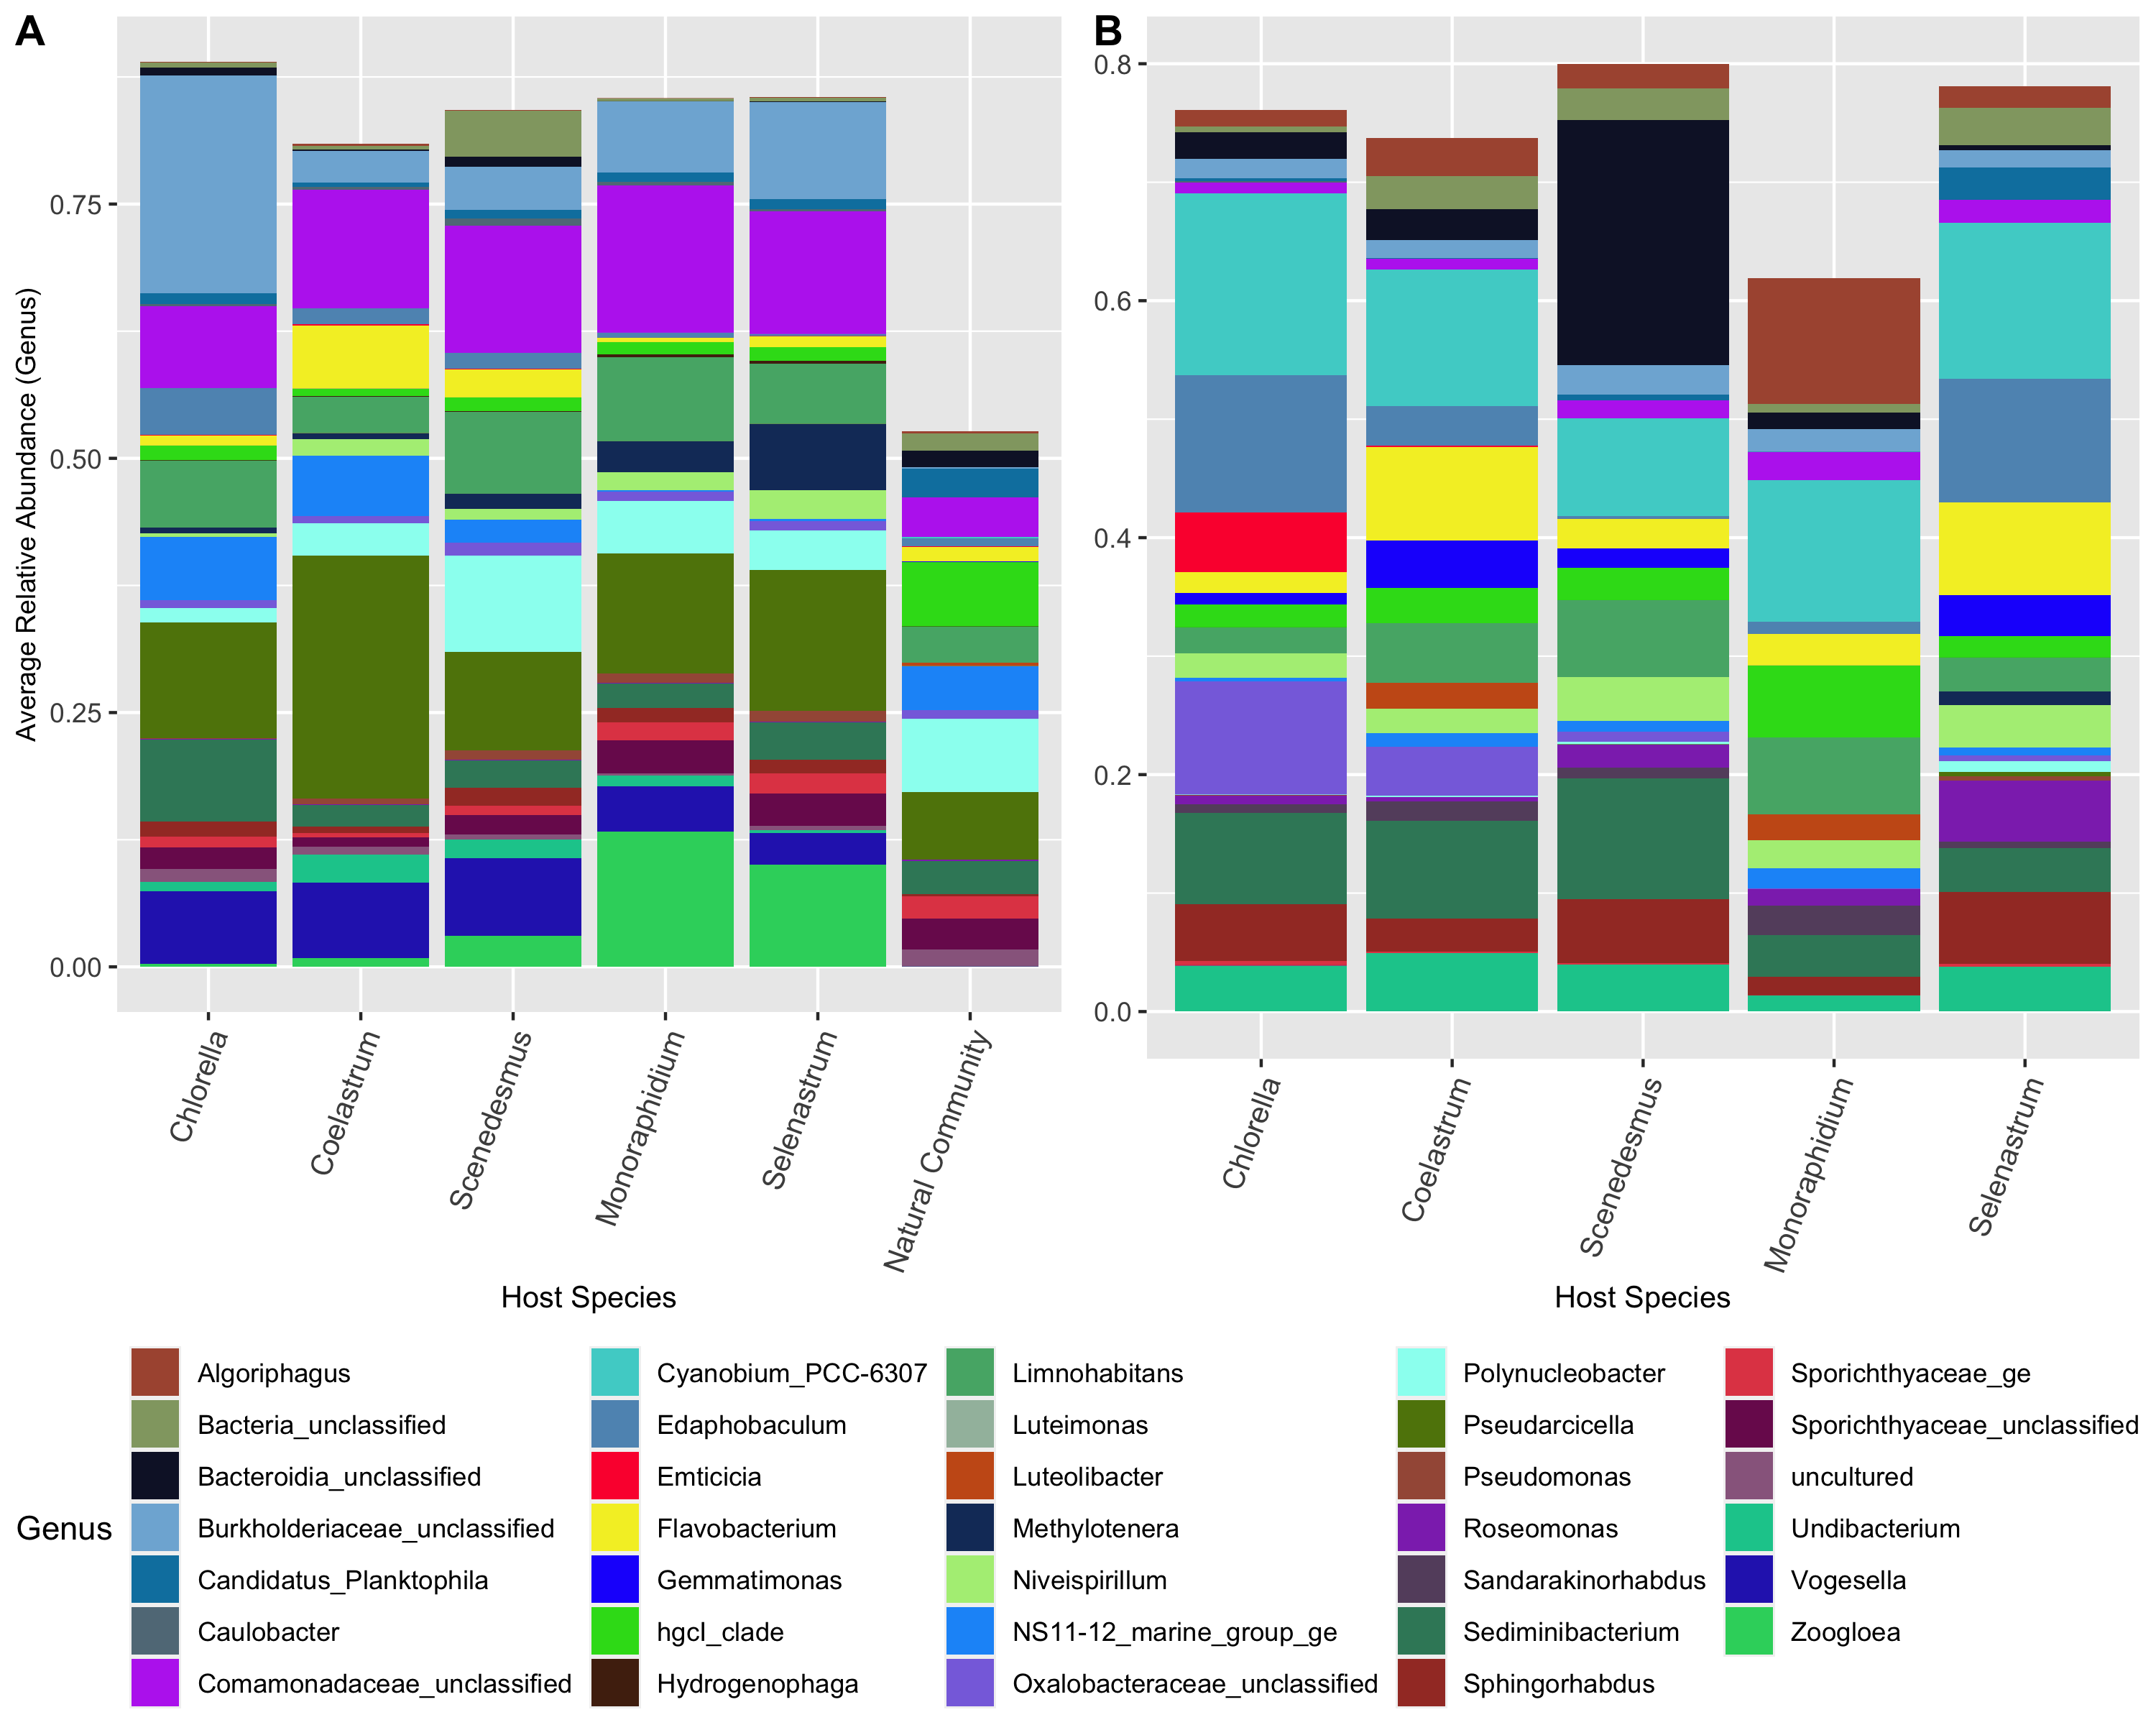 A
B
Average Relative Abundance (Genus)
0.75
0.50
0.25
0.00
0.8
0.6
0.4
0.2
0.0
Chlorella
Coelastrum
Scenedesmus
Monoraphidium
Selenastrum
Natural Community
Chlorella
Coelastrum
Scenedesmus
Monoraphidium
Selenastrum
Host Species
Host Species
Genus
Algoriphagus
Bacteria_unclassified
Bacteroidia_unclassified
Burkholderiaceae_unclassified
Candidatus_Planktophila
Caulobacter
Comamonadaceae_unclassified
Cyanobium_PCC-6307
Edaphobaculum
Emticicia
Flavobacterium
Gemmatimonas
hgcI_clade
Hydrogenophaga
Limnohabitans
Luteimonas
Luteolibacter
Methylotenera
Niveispirillum
NS11-12_marine_group_ge
Oxalobacteraceae_unclassified
Polynucleobacter
Pseudarcicella
Pseudomonas
Roseomonas
Sandarakinorhabdus
Sediminibacterium
Sphingorhabdus
Sporichthyaceae_ge
Sporichthyaceae_unclassified
uncultured
Undibacterium
Vogesella
Zoogloea